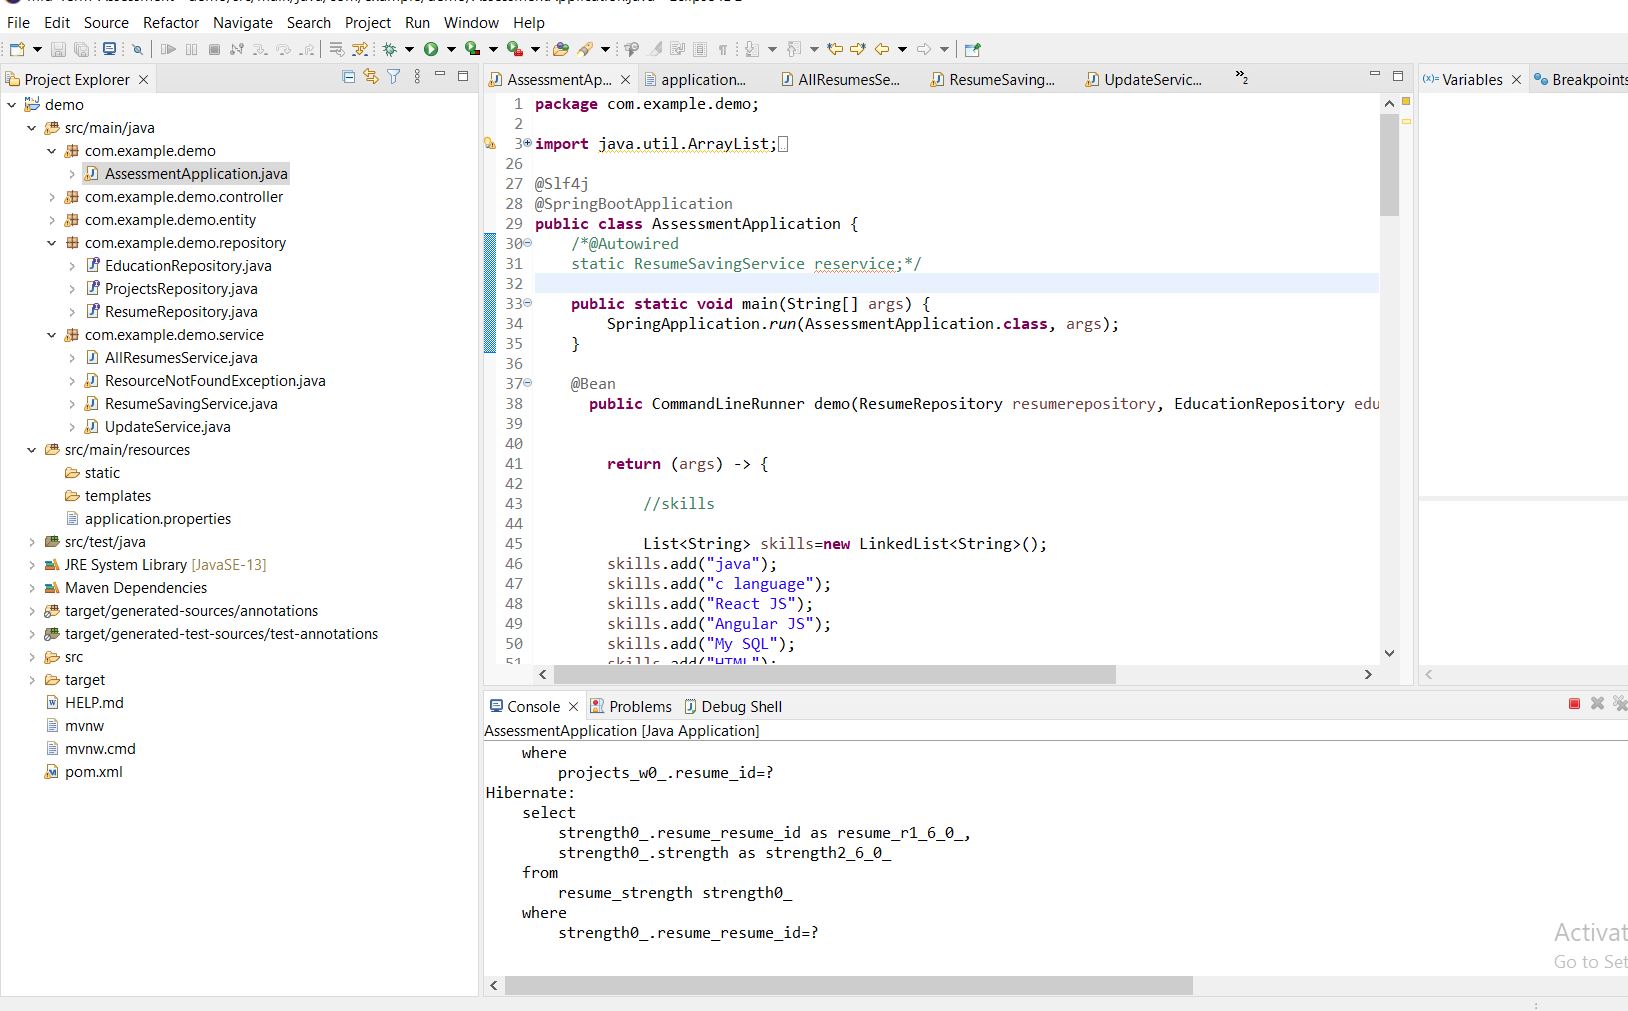 File Edit Source Refactor Navigate Search Project Run Window Help
Project Explorer
demo
src/main/java
com.example.demo
AssessmentApplication.java
com.example.demo.controller
com.example.demo.entity
com.example.demo.repository
EducationRepository.java
ProjectsRepository.java
ResumeRepository.java
com.example.demo.service
AllResumesService.java
ResourceNotFoundException.java
ResumeSavingService.java
UpdateService.java
src/main/resources
static
templates
application.properties
src/test/java
JRE System Library [JavaSE-13]
Maven Dependencies
target/generated-sources/annotations
target/generated-test-sources/test-annotations
src
target
HELP.md
mvnw
mvnw.cmd
pom.xml
AssessmentAp... application... AllResumesSe... ResumeSaving... UpdateServic... »2
1 package com.example.demo;
2
3 import java.util.ArrayList;
26
27 @Slf4j
28 @SpringBootApplication
29 public class AssessmentApplication {
30 /*@Autowired
31 static ResumeSavingService reservice;*/
32
33 public static void main(String[] args) {
34 SpringApplication.run(AssessmentApplication.class, args);
35 }
36
37 @Bean
38 public CommandLineRunner demo(ResumeRepository resumerepository, EducationRepository edu
39
40
41 return (args) -> {
42
43 //skills
44
45 List<String> skills=new LinkedList<String>();
46 skills.add("java");
47 skills.add("c language");
48 skills.add("React JS");
49 skills.add("Angular JS");
50 skills.add("My SQL");
51 skills.add("HTML");
(x)= Variables Breakpoints
Console Problems Debug Shell
AssessmentApplication [Java Application]
where
projects_w0_.resume_id=?
Hibernate:
select
strength0_.resume_resume_id as resume_r1_6_0_,
strength0_.strength as strength2_6_0_
from
resume_strength strength0_
where
strength0_.resume_resume_id=?
Activat
Go to Set